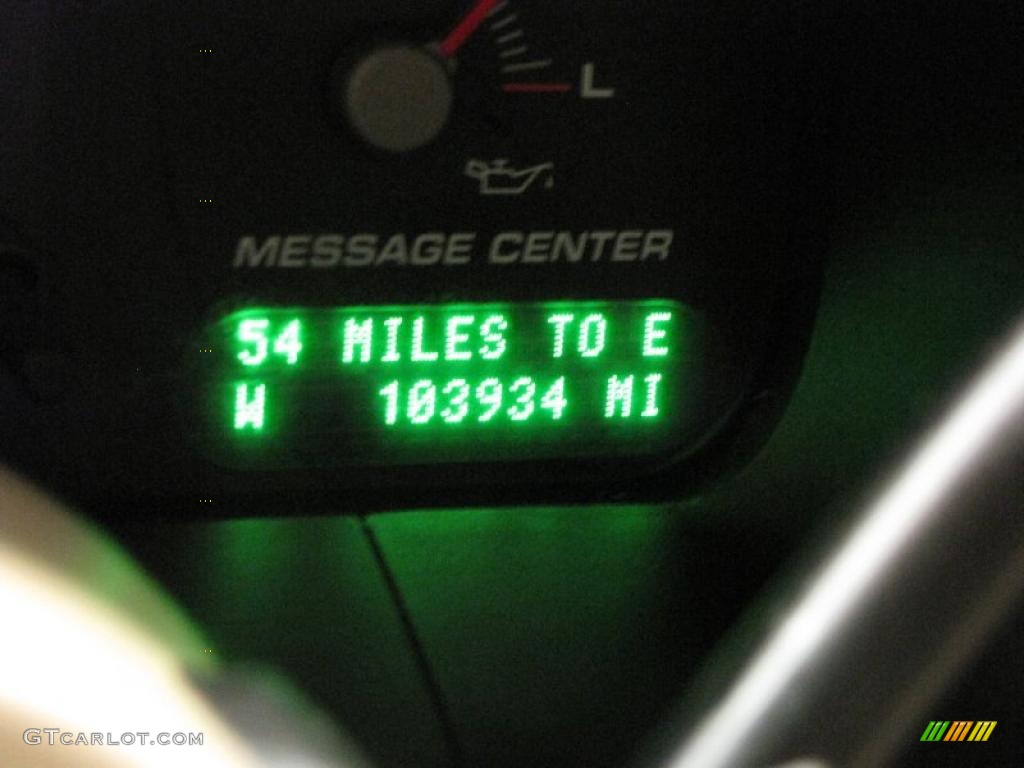 L
MESSAGE CENTER
54 MILES TO E
W 103934 MI
GTCARLOT.COM